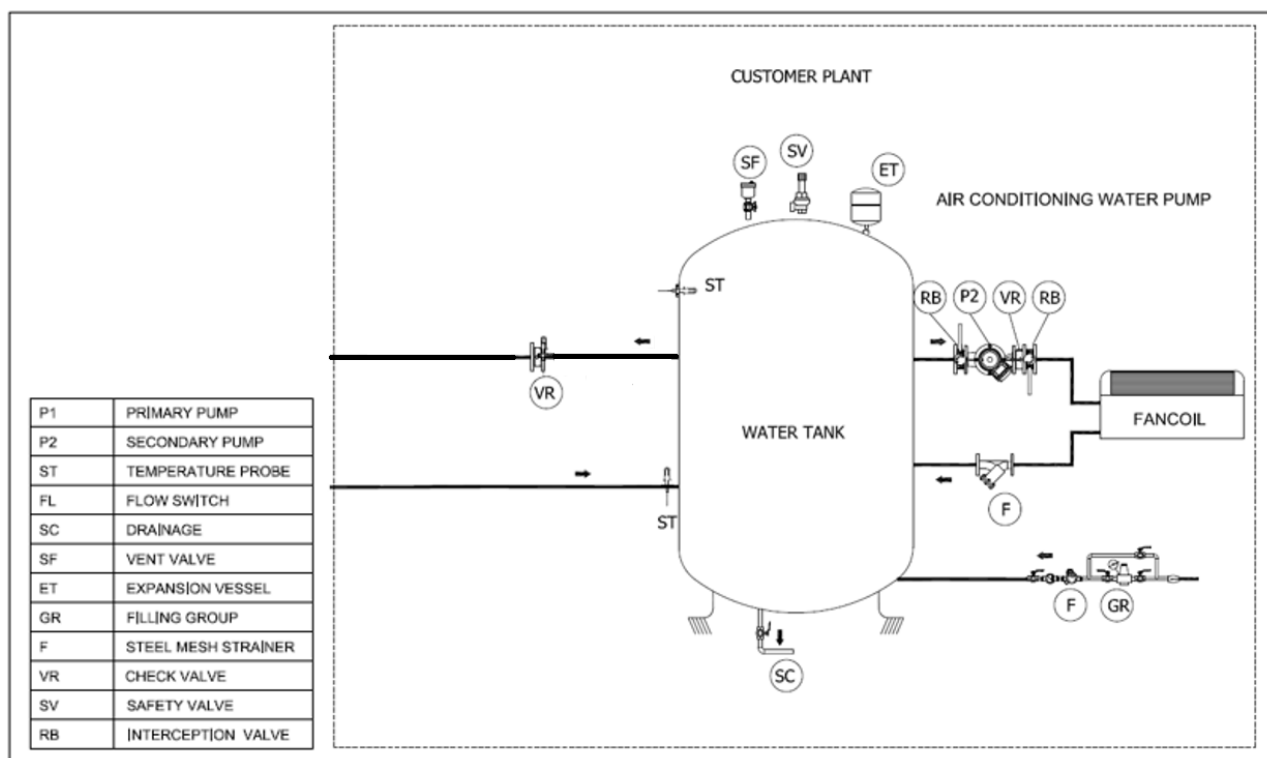 CUSTOMER PLANT
SF
SV
ET
AIR CONDITIONING WATER PUMP
ST
RB
P2
VR
RB
VR
WATER TANK
FANCOIL
ST
F
F
GR
SC
P1 PRIMARY PUMP
P2 SECONDARY PUMP
ST TEMPERATURE PROBE
FL FLOW SWITCH
SC DRAINAGE
SF VENT VALVE
ET EXPANSION VESSEL
GR FILLING GROUP
F STEEL MESH STRAINER
VR CHECK VALVE
SV SAFETY VALVE
RB INTERCEPTION VALVE